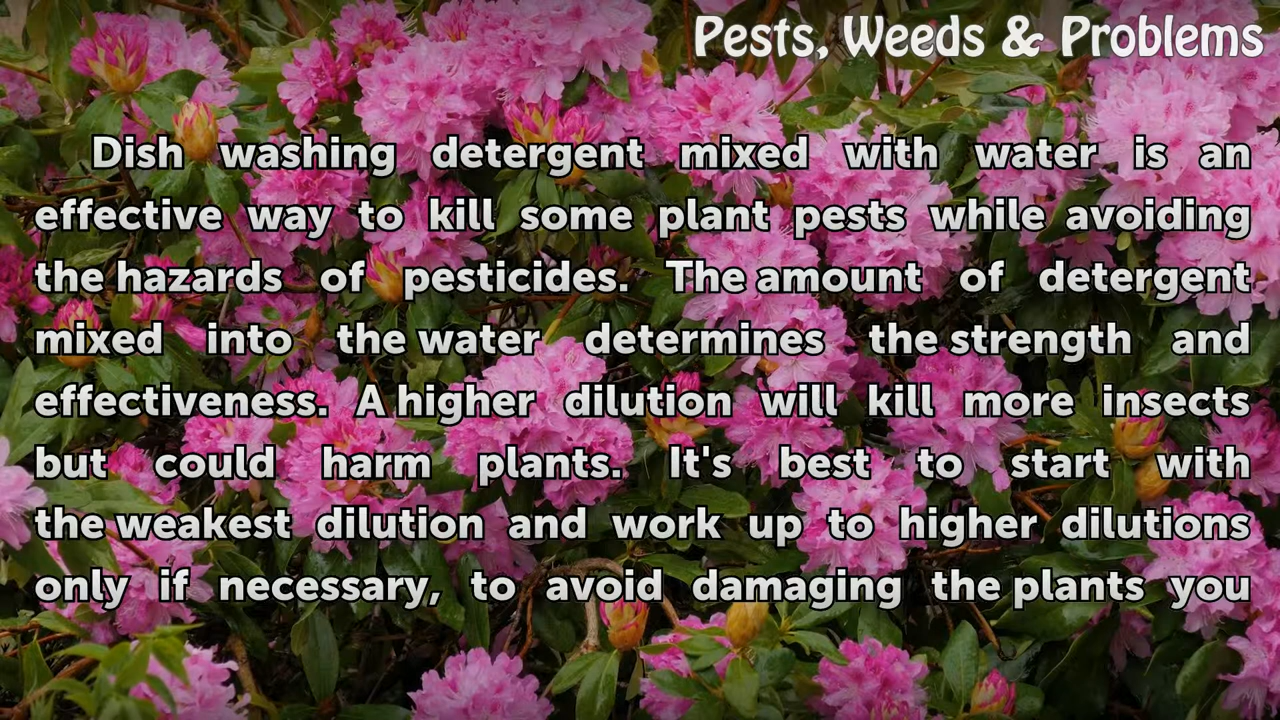 Pests, Weeds & Problems
Dish washing detergent mixed with water is an
effective way to kill some plant pests while avoiding
the hazards of pesticides. The amount of detergent
mixed into the water determines the strength and
effectiveness. A higher dilution will kill more insects
but could harm plants. It's best to start with
the weakest dilution and work up to higher dilutions
only if necessary, to avoid damaging the plants you